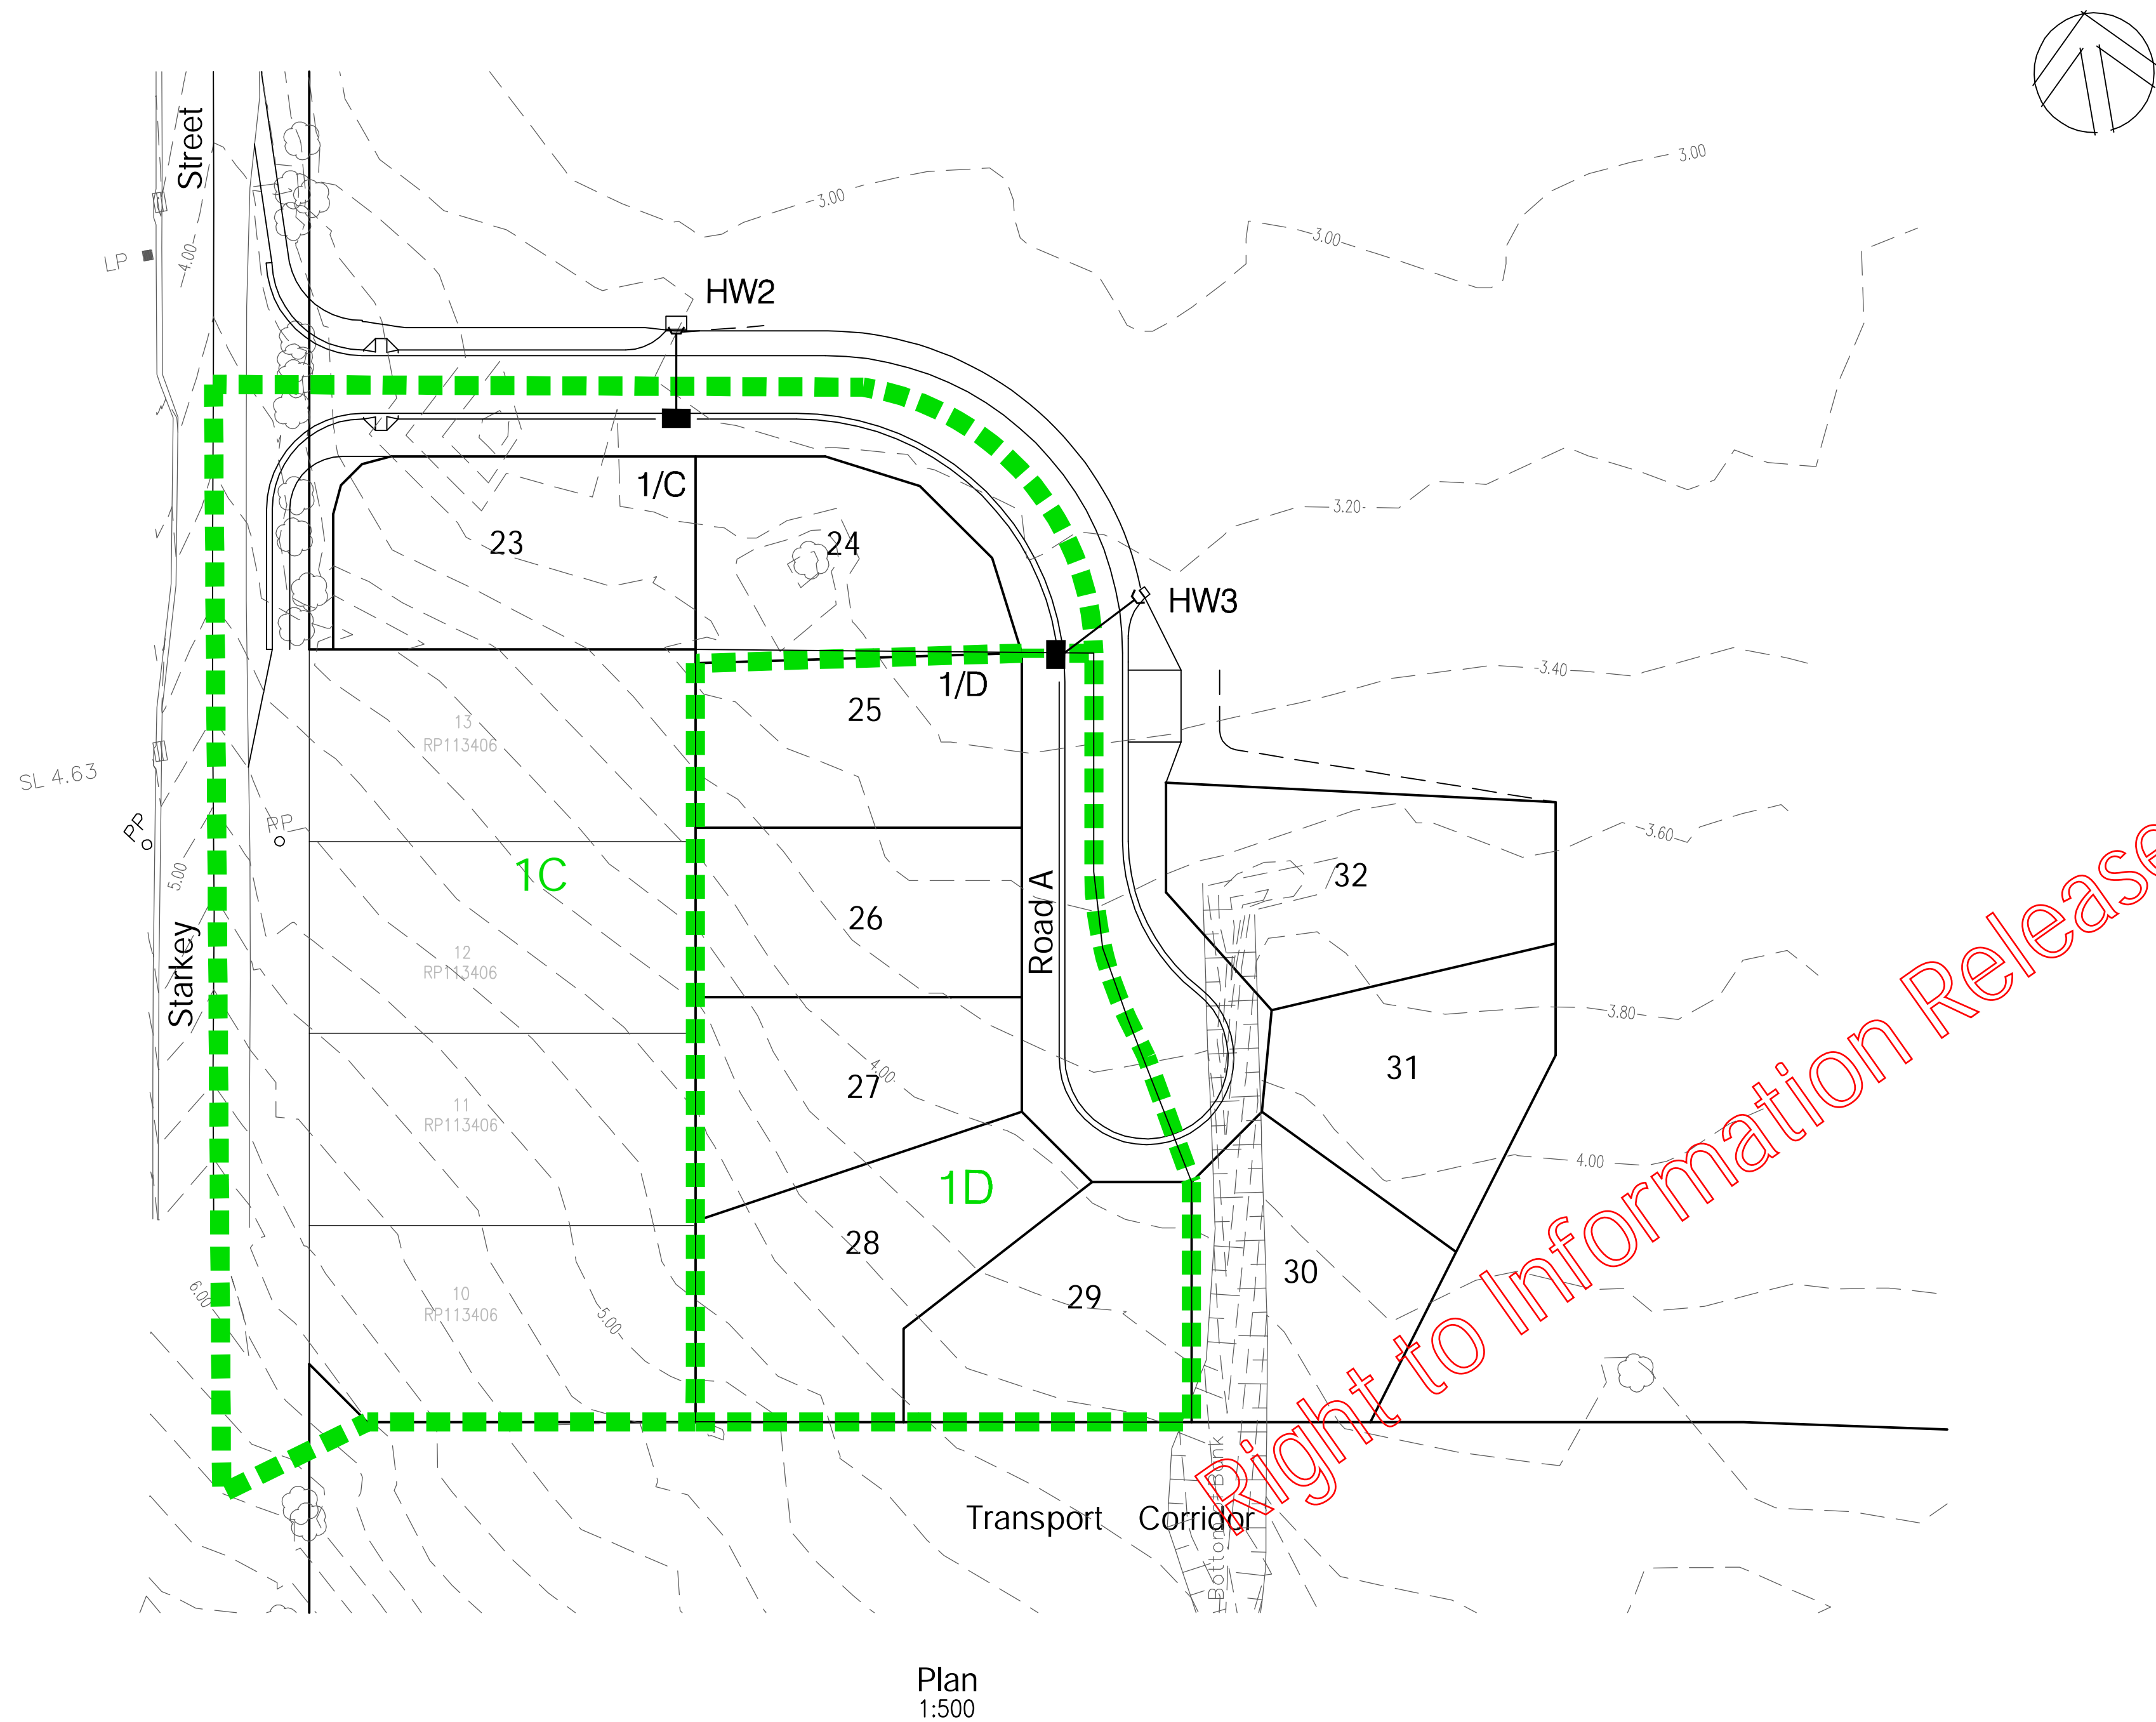 Street
3.00
3.00
3.00
4.00
LP
HW2
1/C
23
24
3.20
HW3
1/D
25
3.40
13
RP113406
SL 4.63
PP
PP
3.60
5.00
1C
32
Road A
26
12
RP113406
Starkey
3.80
27
4.00
31
11
RP113406
4.00
1D
28
30
29
6.00
10
RP113406
5.00
Right to Information Release
Transport Corridor
Bottom of Bank
Plan
1:500